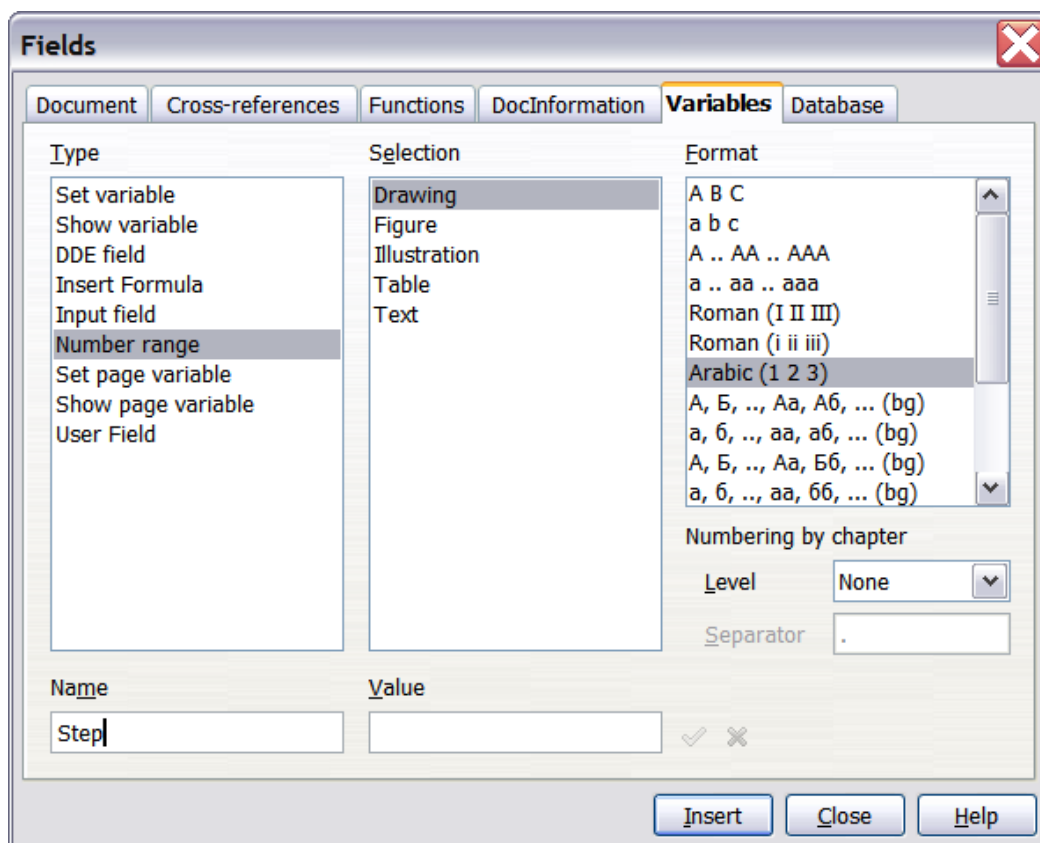 Fields
Document Cross-references Functions DocInformation Variables Database
Type
Set variable
Show variable
DDE field
Insert Formula
Input field
Number range
Set page variable
Show page variable
User Field
Selection
Drawing
Figure
Illustration
Table
Text
Format
A B C
a b c
A .. AA .. AAA
a .. aa .. aaa
Roman (I II III)
Roman (i ii iii)
Arabic (1 2 3)
А, Б, .., Аа, Аб, ... (bg)
а, б, .., аа, аб, ... (bg)
А, Б, .., Аа, Бб, ... (bg)
а, б, .., аа, бб, ... (bg)
Numbering by chapter
Level None
Separator .
Name
Step
Value
Insert Close Help